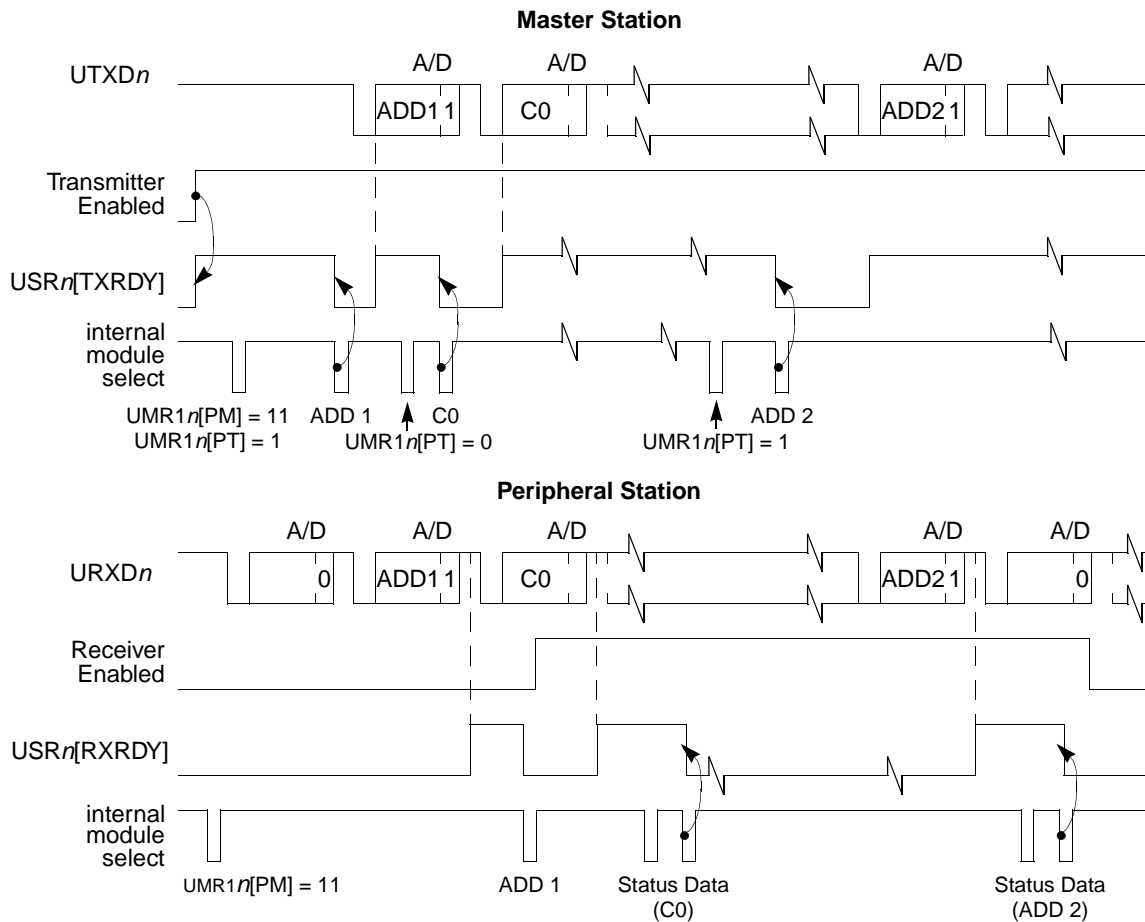 Master Station
A/D A/D A/D
UTXDn
ADD1 1 C0 ADD2 1
Transmitter
Enabled
USRn[TXRDY]
internal
module
select
UMR1n[PM] = 11 ADD 1 C0 ADD 2
UMR1n[PT] = 1 UMR1n[PT] = 0 UMR1n[PT] = 1
Peripheral Station
A/D A/D A/D A/D A/D
URXDn
0 ADD1 1 C0 ADD2 1 0
Receiver
Enabled
USRn[RXRDY]
internal
module
select
UMR1n[PM] = 11 ADD 1 Status Data Status Data
(C0) (ADD 2)